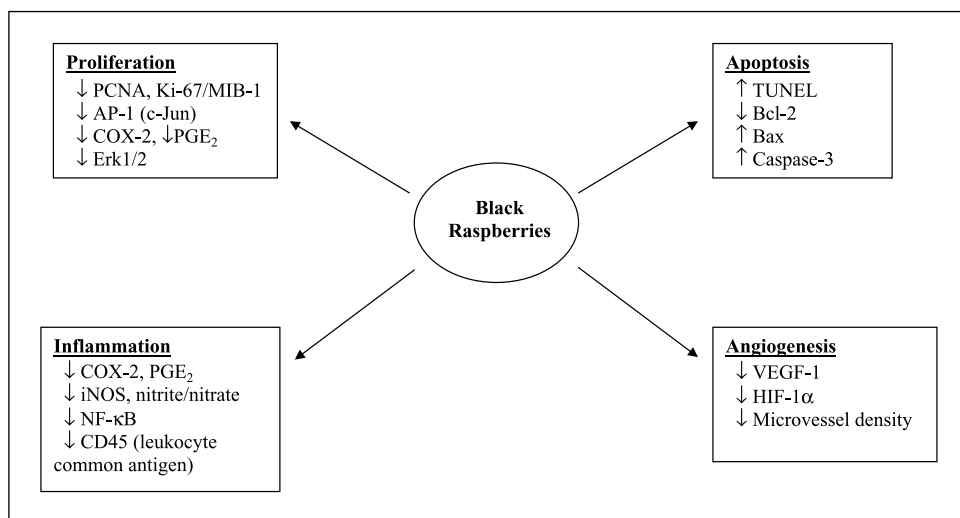 Proliferation
↓ PCNA, Ki-67/MIB-1
↓ AP-1 (c-Jun)
↓ COX-2, ↓PGE₂
↓ Erk1/2
Apoptosis
↑ TUNEL
↓ Bcl-2
↑ Bax
↑ Caspase-3
Black
Raspberries
Inflammation
↓ COX-2, PGE₂
↓ iNOS, nitrite/nitrate
↓ NF-κB
↓ CD45 (leukocyte
common antigen)
Angiogenesis
↓ VEGF-1
↓ HIF-1α
↓ Microvessel density